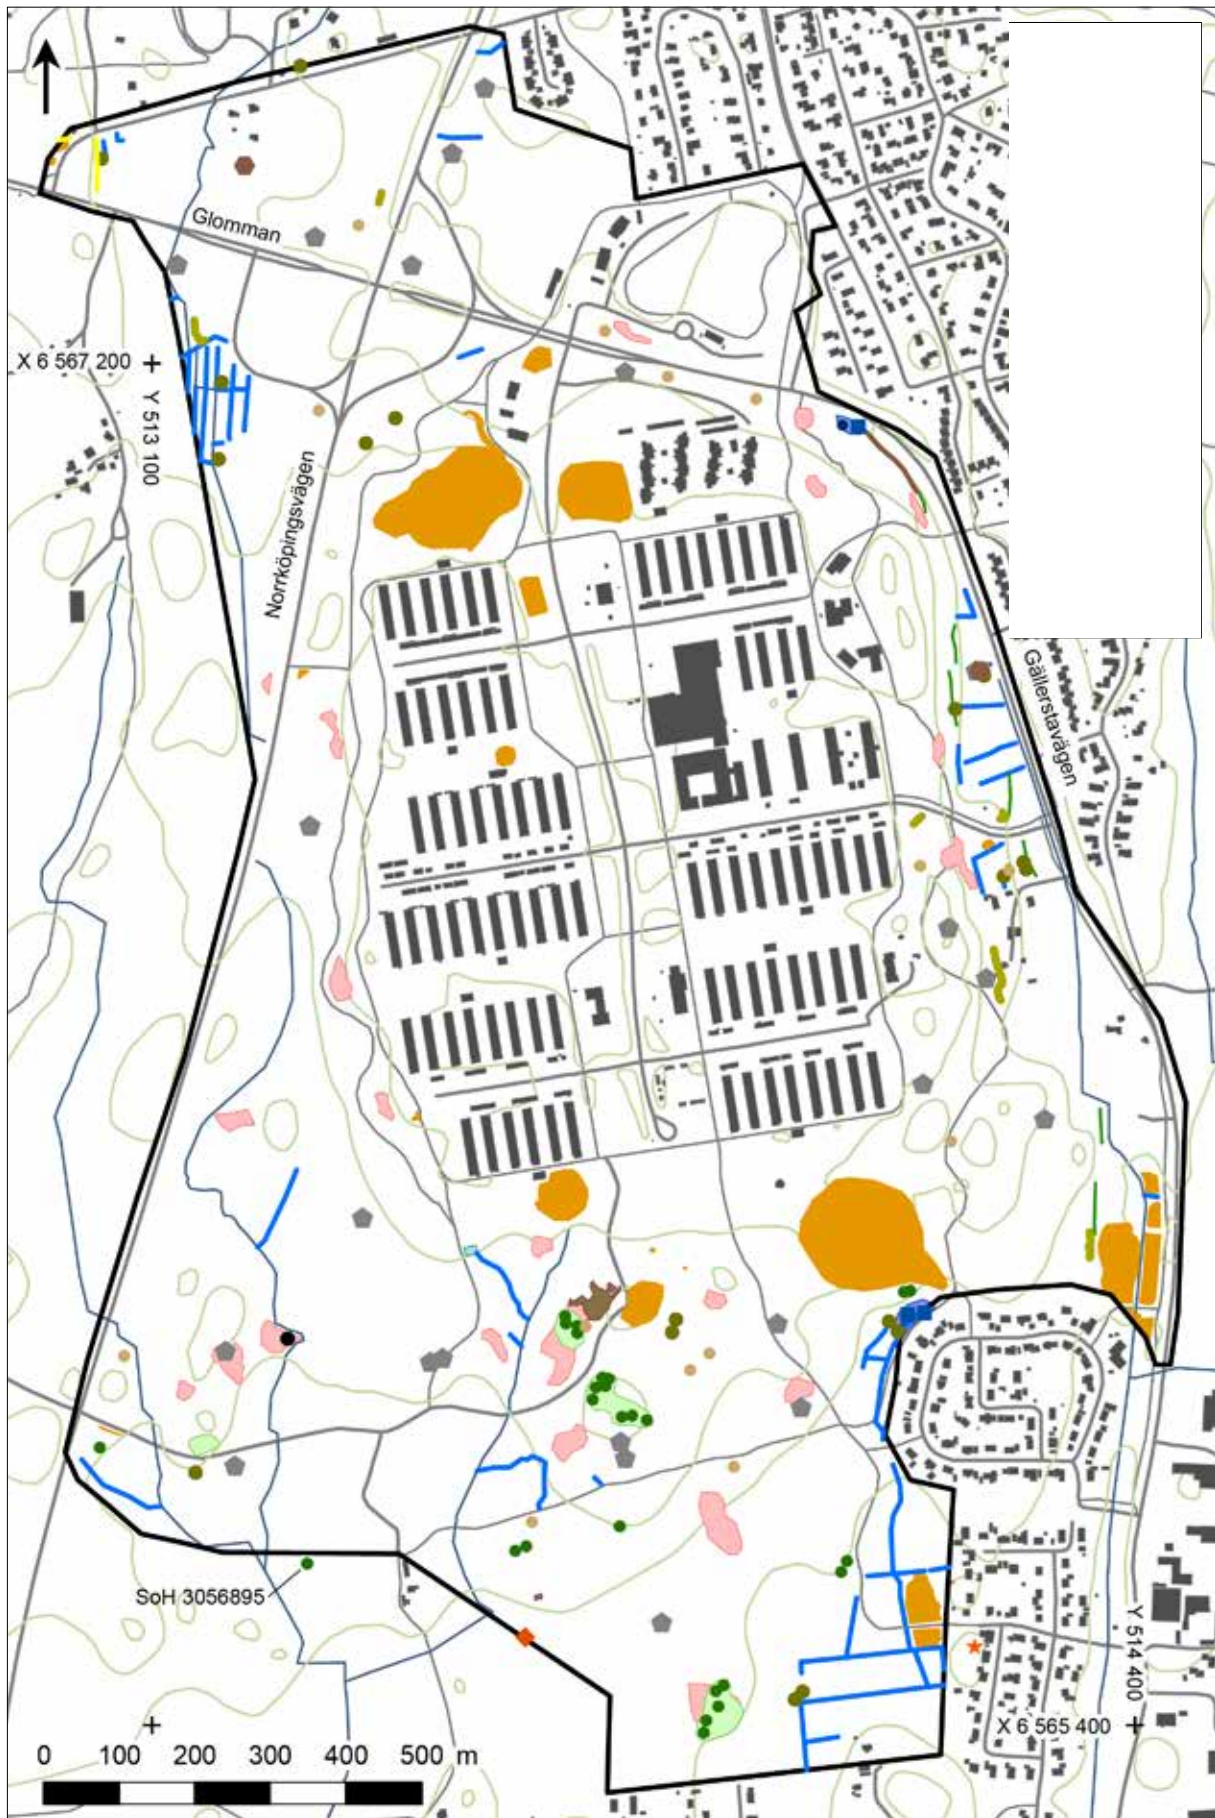 Glomman
X 6 567 200
Y 513 100
Norrköpingsvägen
Gällerstavägen
SoH 3056895
Y 514 400
X 6 565 400
0 100 200 300 400 500 m